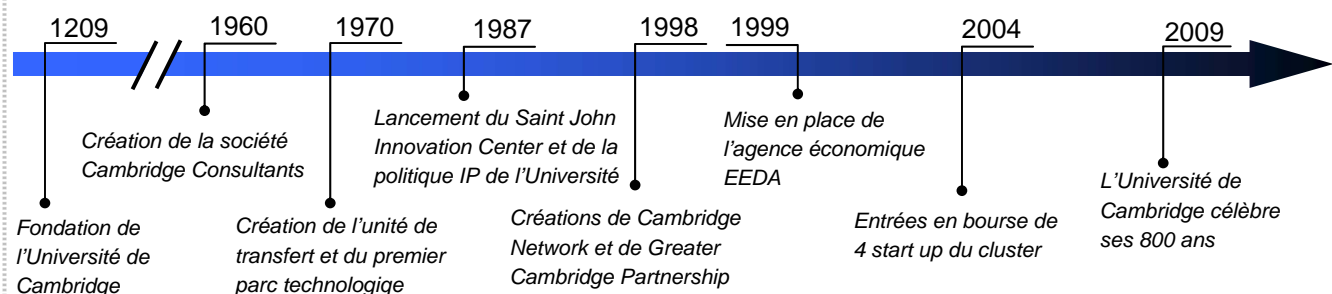 1209
1960
1970
1987
1998
1999
2004
2009
Fondation de
l'Université de
Cambridge
Création de la société
Cambridge Consultants
Création de l'unité de
transfert et du premier
parc technologiqe
Lancement du Saint John
Innovation Center et de la
politique IP de l'Université
Créations de Cambridge
Network et de Greater
Cambridge Partnership
Mise en place de
l'agence économique
EEDA
Entrées en bourse de
4 start up du cluster
L'Université de
Cambridge célèbre
ses 800 ans